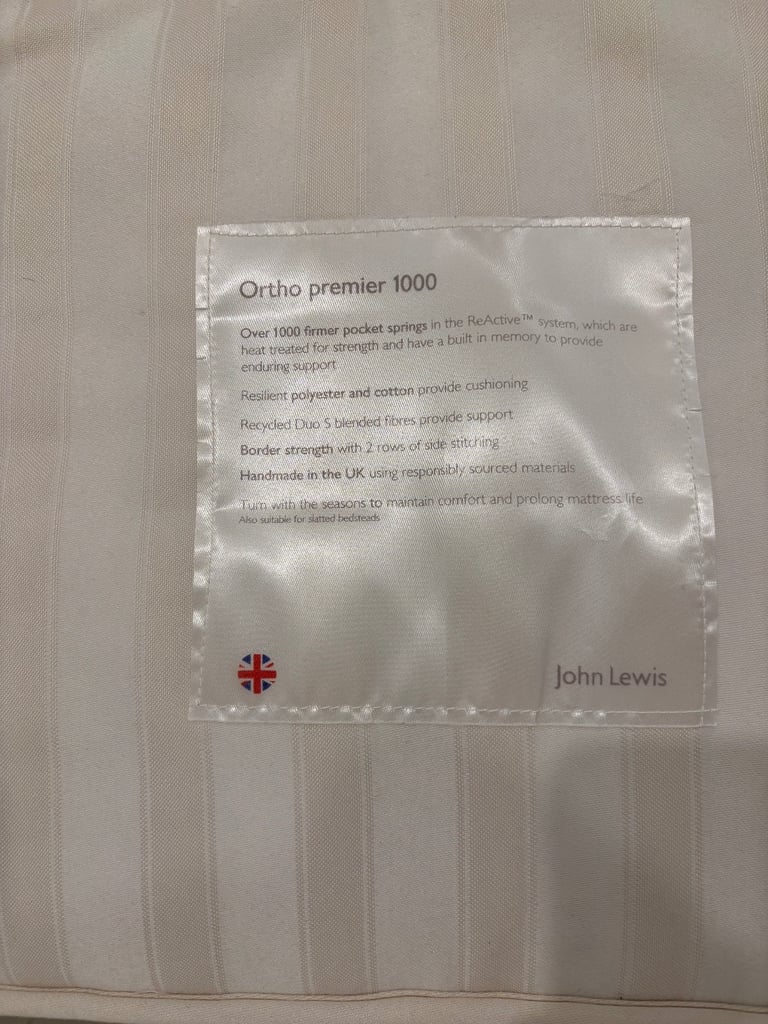 Ortho premier 1000
Over 1000 firmer pocket springs in the ReActive™ system, which are
heat treated for strength and have a built in memory to provide
enduring support
Resilient polyester and cotton provide cushioning
Recycled Duo S blended fibres provide support
Border strength with 2 rows of side stitching
Handmade in the UK using responsibly sourced materials
Turn with the seasons to maintain comfort and prolong mattress life
Also suitable for slatted bedsteads
John Lewis